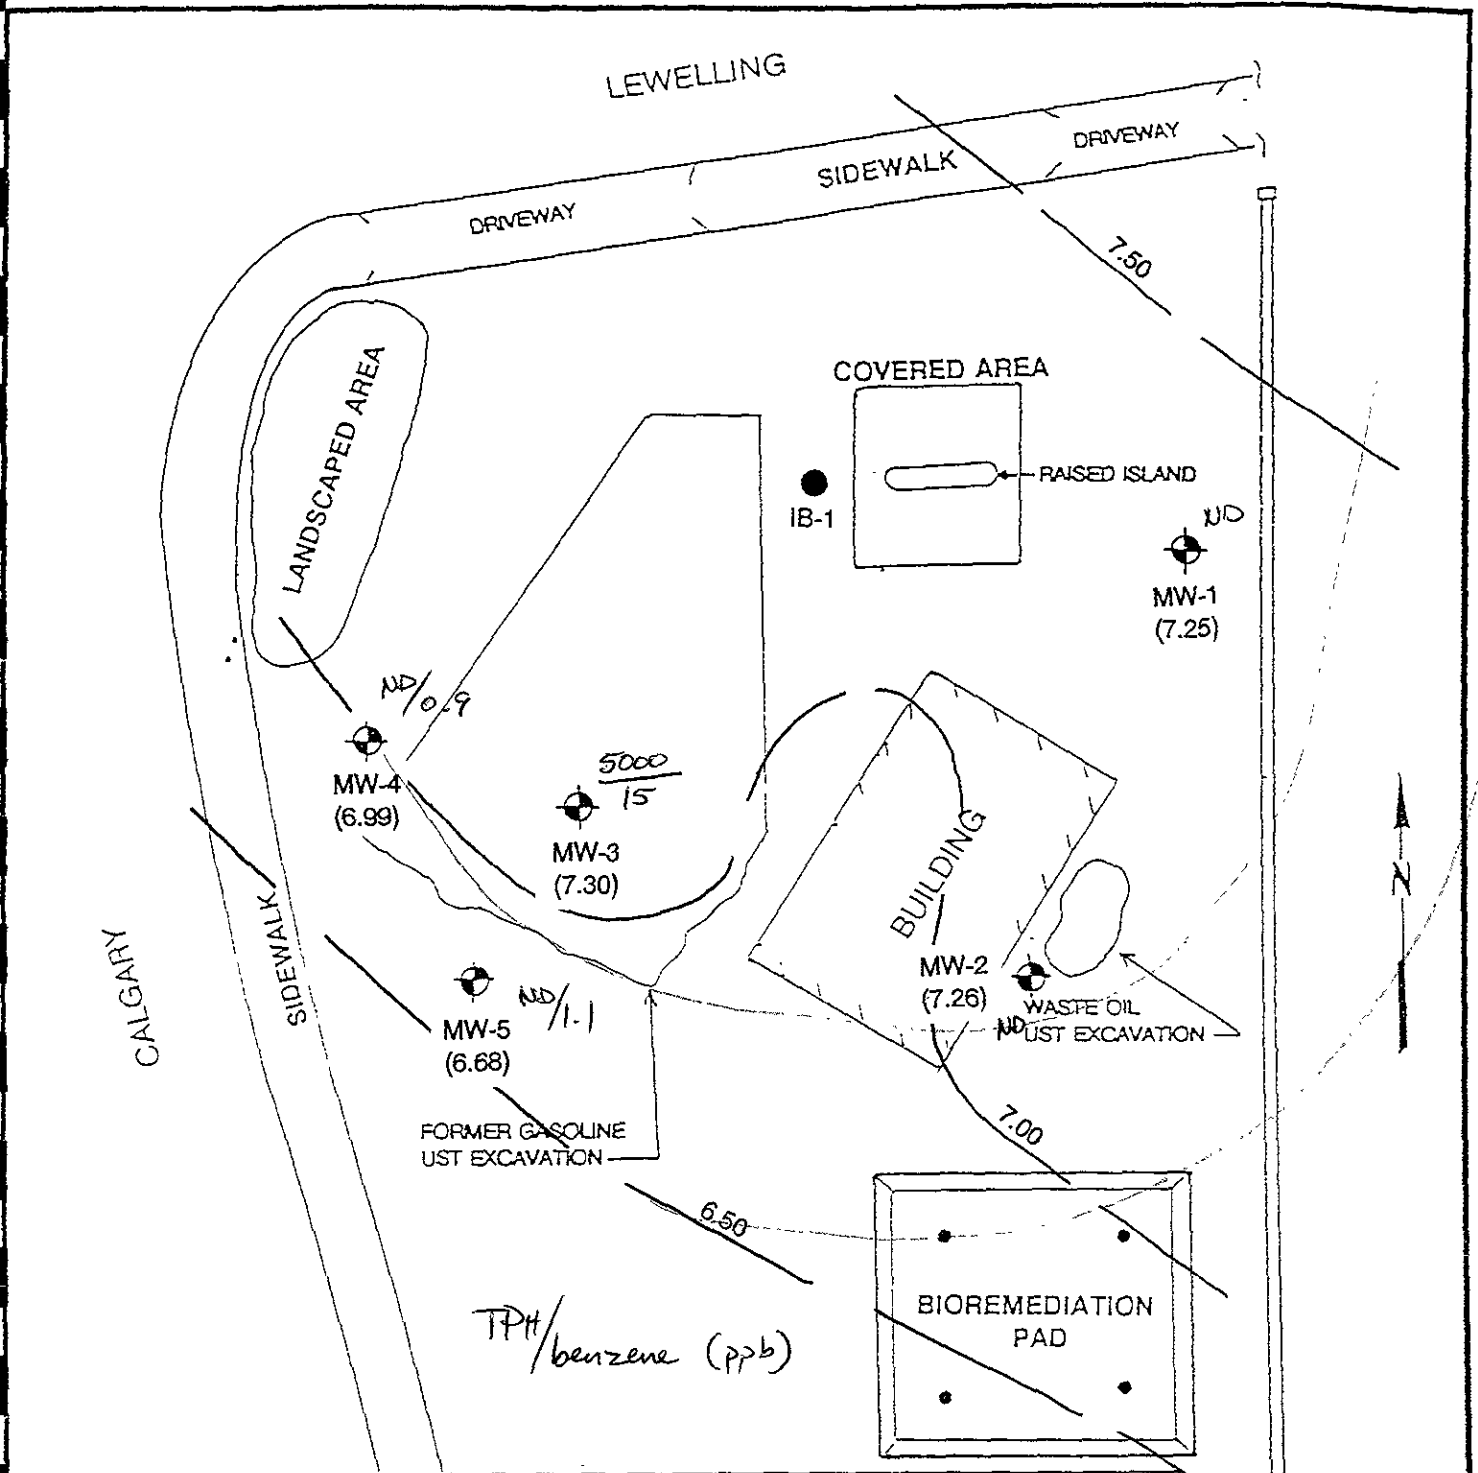 LEWELLING
DRIVEWAY
SIDEWALK
DRIVEWAY
7.50
COVERED AREA
LANDSCAPED AREA
RAISED ISLAND
IB-1
ND
MW-1
(7.25)
ND/0.9
MW-4
(6.99)
5000
15
MW-3
(7.30)
BUILDING
N
SIDEWALK
CALGARY
MW-2
(7.26)
ND
WASTE OIL
UST EXCAVATION
MW-5
(6.68)
ND/1.1
FORMER GASOLINE
UST EXCAVATION
7.00
6.50
TPH/benzene (ppb)
BIOREMEDIATION
PAD